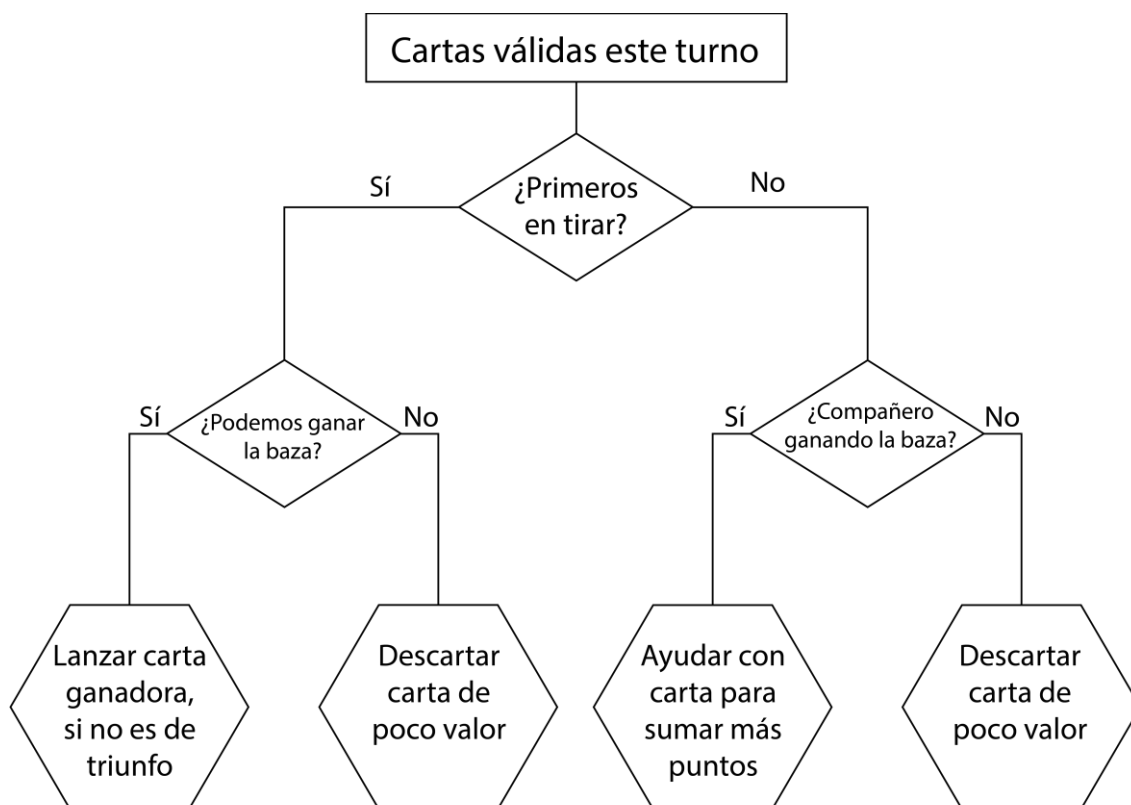 Cartas válidas este turno
¿Primeros
en tirar?
Sí
No
¿Podemos ganar
la baza?
Sí
No
¿Compañero
ganando la baza?
Sí
No
Lanzar carta
ganadora,
si no es de
triunfo
Descartar
carta de
poco valor
Ayudar con
carta para
sumar más
puntos
Descartar
carta de
poco valor